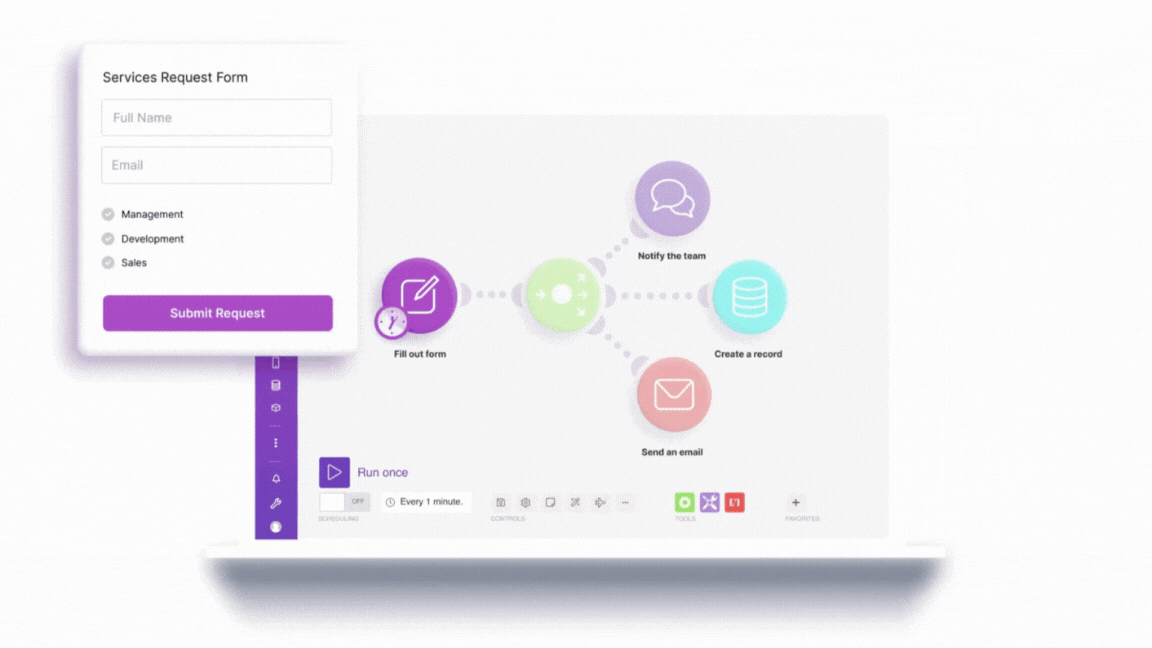 Services Request Form
Full Name
Email
Management
Development
Sales
Submit Request
Notify the team
Fill out form
Create a record
Send an email
Run once
OFF
Every 1 minute.
SCHEDULING
CONTROLS
TOOLS
FAVORITES